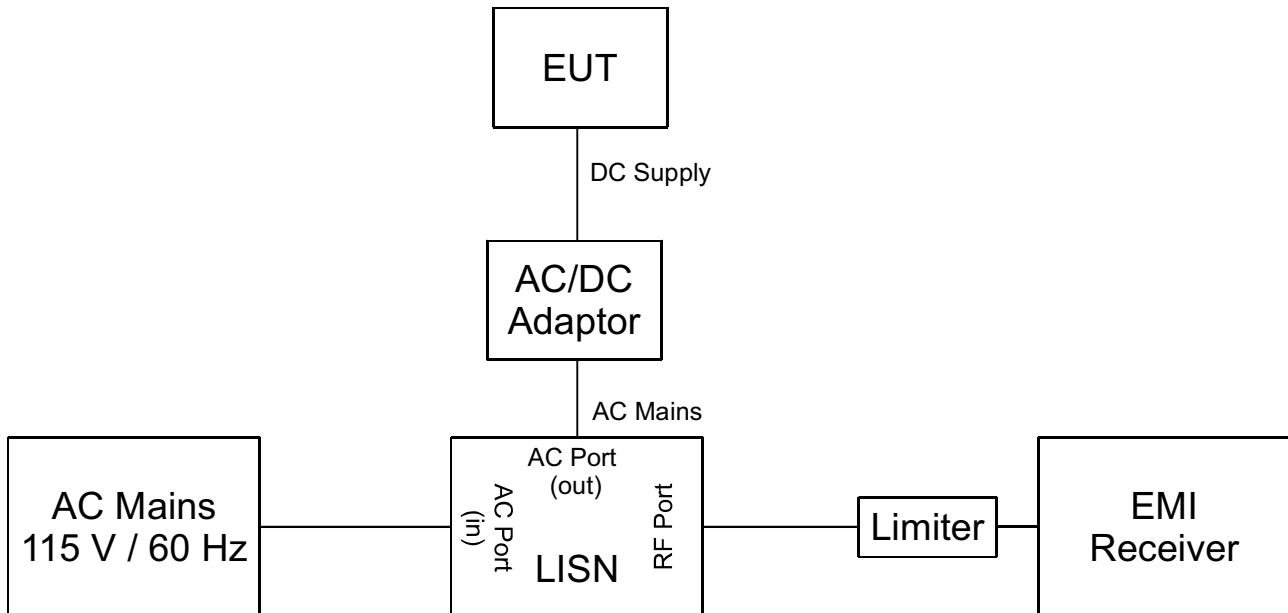 EUT
DC Supply
AC/DC
Adaptor
AC Mains
AC Mains
115 V / 60 Hz
AC Port
(out)
AC Port
(in)
LISN
RF Port
Limiter
EMI
Receiver